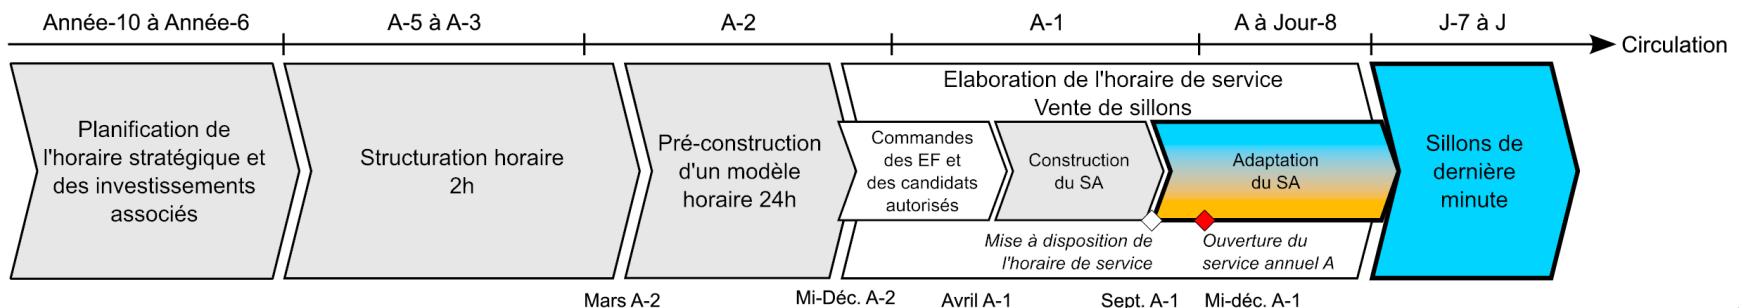 Année-10 à Année-6
A-5 à A-3
A-2
A-1
A à Jour-8
J-7 à J
Circulation
Planification de
l'horaire stratégique et
des investissements
associés
Structuration horaire
2h
Pré-construction
d'un modèle
horaire 24h
Elaboration de l'horaire de service
Vente de sillons
Commandes
des EF et
des candidats
autorisés
Construction
du SA
Adaptation
du SA
Sillons de
dernière
minute
Mise à disposition de
l'horaire de service
Ouverture du
service annuel A
Mars A-2
Mi-Déc. A-2
Avril A-1
Sept. A-1
Mi-déc. A-1